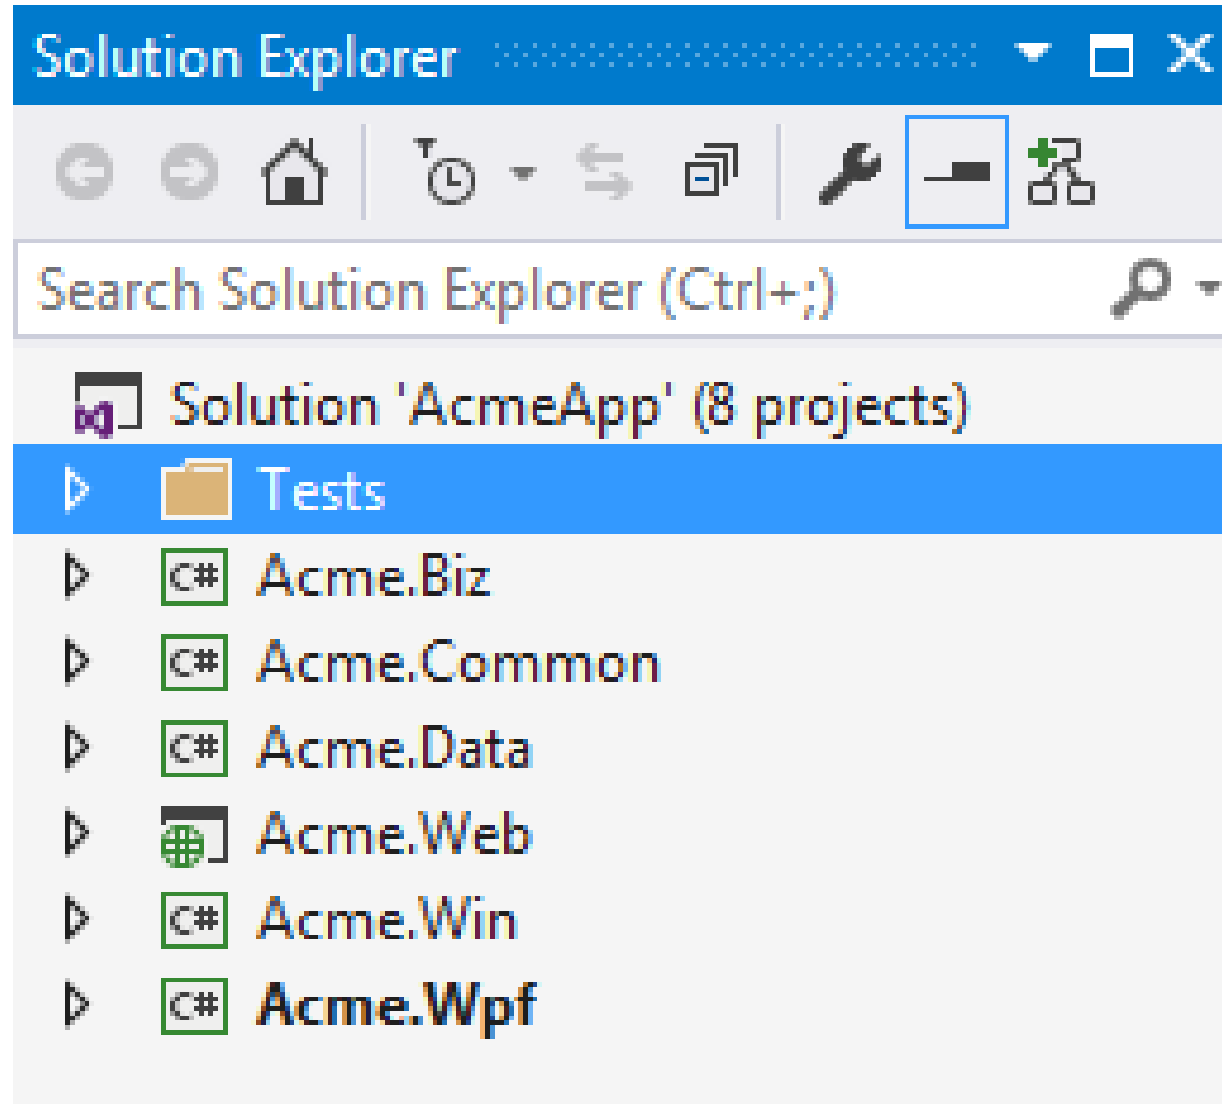 Solution Explorer
Search Solution Explorer (Ctrl+;)
Solution 'AcmeApp' (8 projects)
Tests
C# Acme.Biz
C# Acme.Common
C# Acme.Data
Acme.Web
C# Acme.Win
C# Acme.Wpf